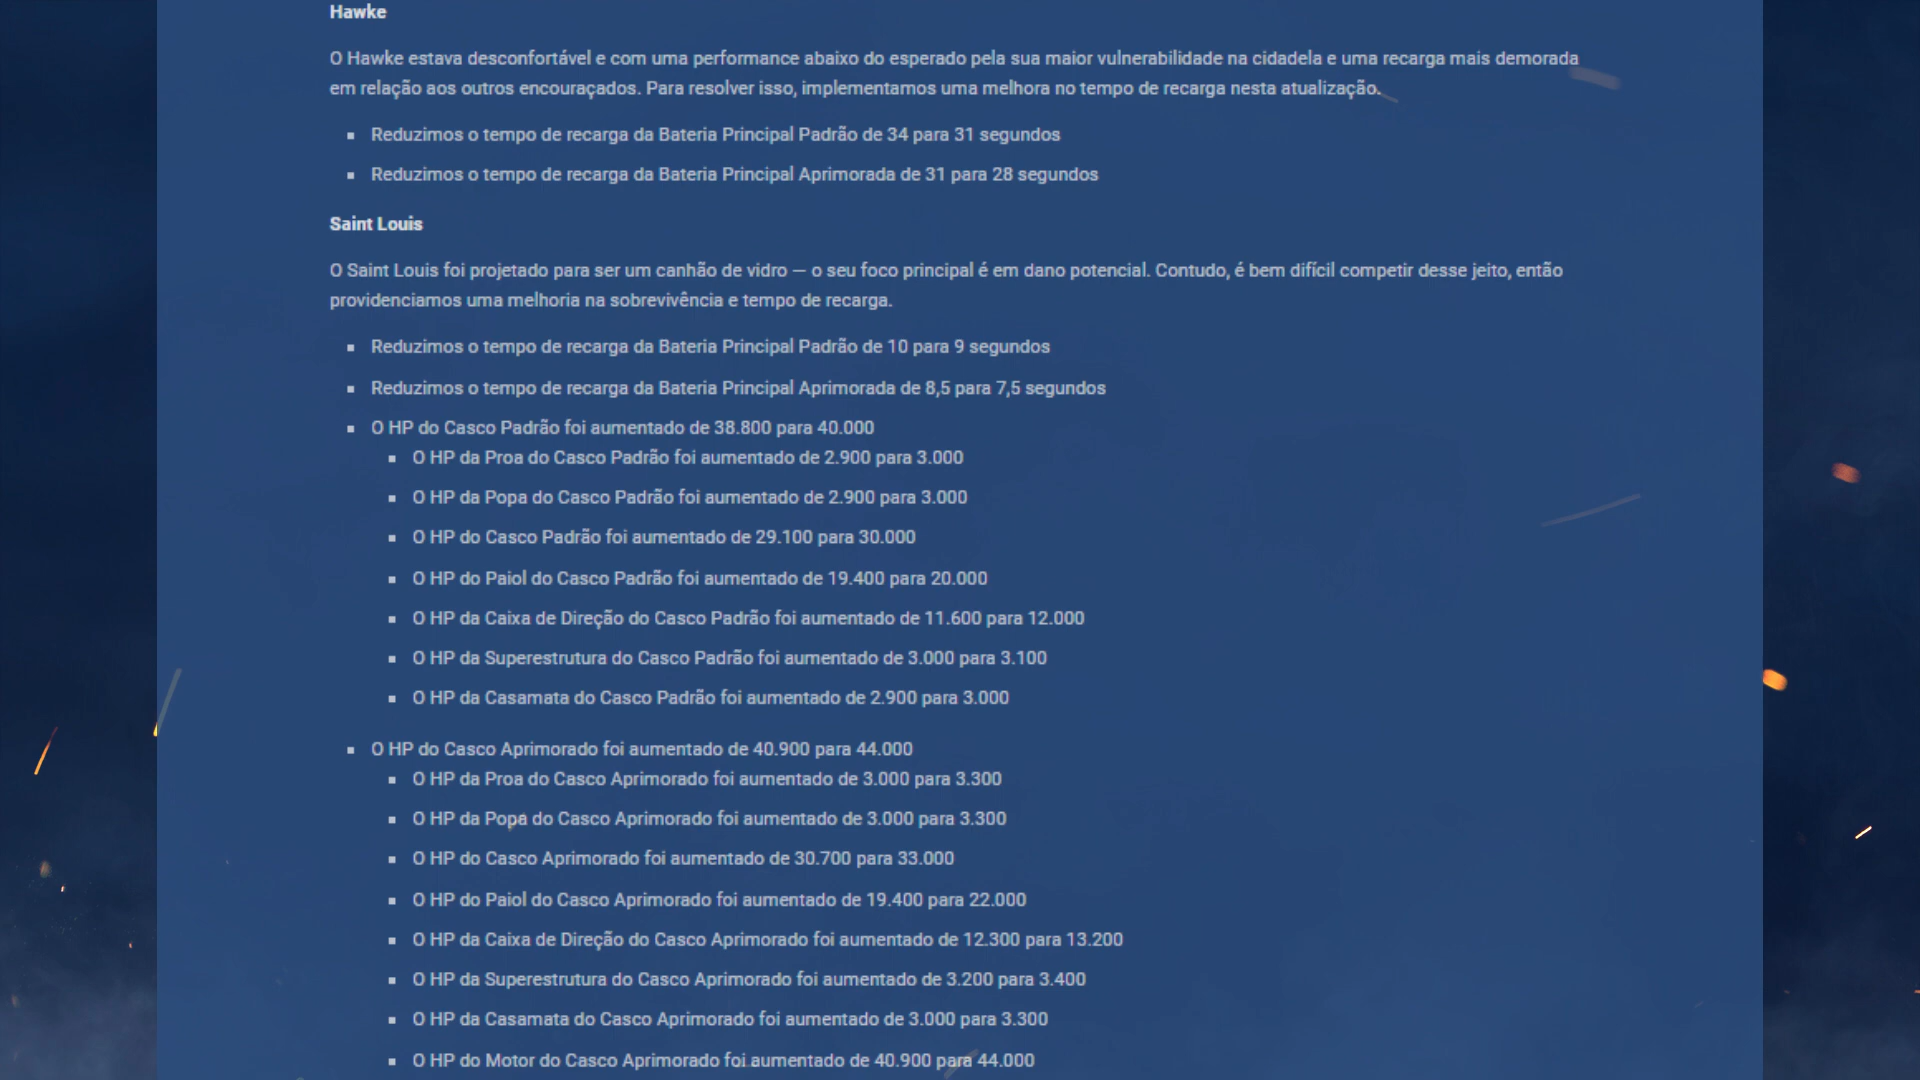 Hawke
O Hawke estava desconfortável e com uma performance abaixo do esperado pela sua maior vulnerabilidade na cidadela e uma recarga mais demorada
em relação aos outros encouraçados. Para resolver isso, implementamos uma melhora no tempo de recarga nesta atualização.
▪ Reduzimos o tempo de recarga da Bateria Principal Padrão de 34 para 31 segundos
▪ Reduzimos o tempo de recarga da Bateria Principal Aprimorada de 31 para 28 segundos
Saint Louis
O Saint Louis foi projetado para ser um canhão de vidro — o seu foco principal é em dano potencial. Contudo, é bem difícil competir desse jeito, então
providenciamos uma melhoria na sobrevivência e tempo de recarga.
▪ Reduzimos o tempo de recarga da Bateria Principal Padrão de 10 para 9 segundos
▪ Reduzimos o tempo de recarga da Bateria Principal Aprimorada de 8,5 para 7,5 segundos
▪ O HP do Casco Padrão foi aumentado de 38.800 para 40.000
▪ O HP da Proa do Casco Padrão foi aumentado de 2.900 para 3.000
▪ O HP da Popa do Casco Padrão foi aumentado de 2.900 para 3.000
▪ O HP do Casco Padrão foi aumentado de 29.100 para 30.000
▪ O HP do Paiol do Casco Padrão foi aumentado de 19.400 para 20.000
▪ O HP da Caixa de Direção do Casco Padrão foi aumentado de 11.600 para 12.000
▪ O HP da Superestrutura do Casco Padrão foi aumentado de 3.000 para 3.100
▪ O HP da Casamata do Casco Padrão foi aumentado de 2.900 para 3.000
▪ O HP do Casco Aprimorado foi aumentado de 40.900 para 44.000
▪ O HP da Proa do Casco Aprimorado foi aumentado de 3.000 para 3.300
▪ O HP da Popa do Casco Aprimorado foi aumentado de 3.000 para 3.300
▪ O HP do Casco Aprimorado foi aumentado de 30.700 para 33.000
▪ O HP do Paiol do Casco Aprimorado foi aumentado de 19.400 para 22.000
▪ O HP da Caixa de Direção do Casco Aprimorado foi aumentado de 12.300 para 13.200
▪ O HP da Superestrutura do Casco Aprimorado foi aumentado de 3.200 para 3.400
▪ O HP da Casamata do Casco Aprimorado foi aumentado de 3.000 para 3.300
▪ O HP do Motor do Casco Aprimorado foi aumentado de 40.900 para 44.000